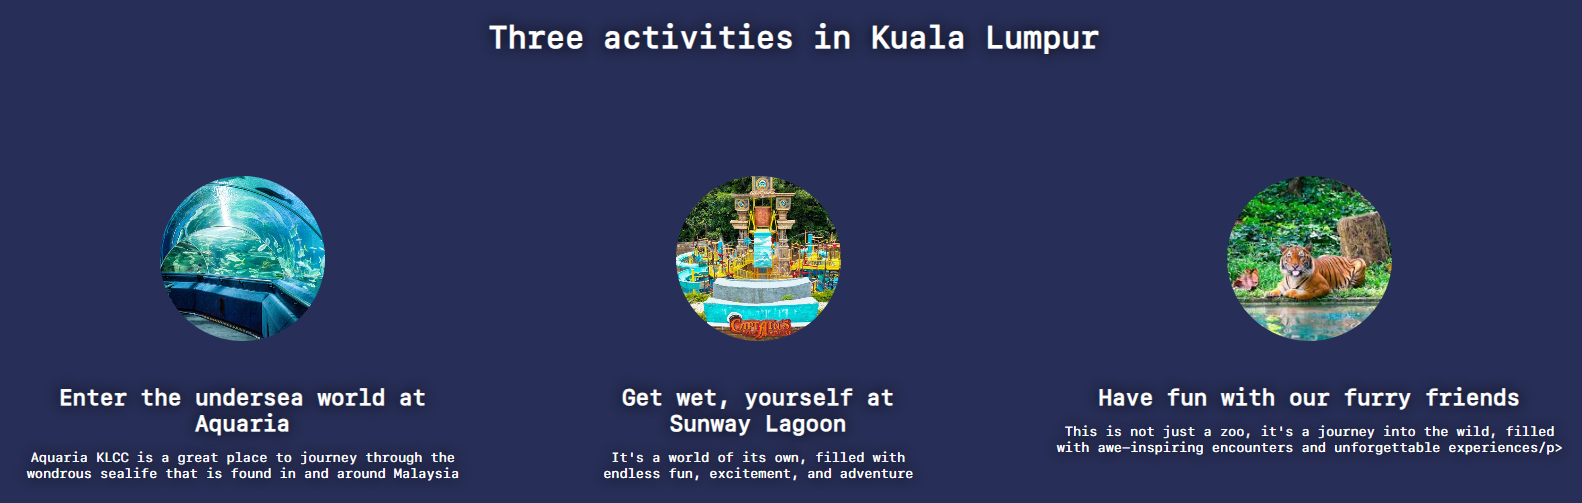 Three activities in Kuala Lumpur
CAPTAIN'S
Enter the undersea world at
Aquaria
Aquaria KLCC is a great place to journey through the
wondrous sealife that is found in and around Malaysia
Get wet, yourself at
Sunway Lagoon
It's a world of its own, filled with
endless fun, excitement, and adventure
Have fun with our furry friends
This is not just a zoo, it's a journey into the wild, filled
with awe-inspiring encounters and unforgettable experiences/p>